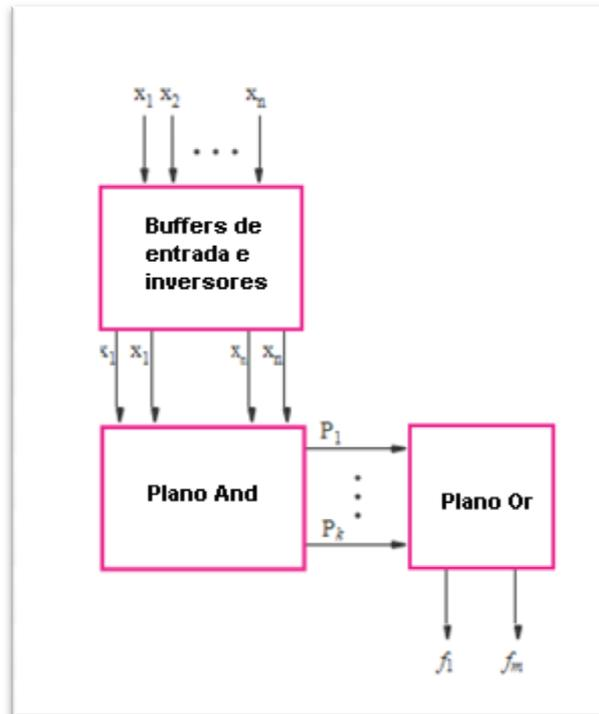 x1 x2 ... xn
Buffers de
entrada e
inversores
x1 x1 xn xn
P1
Plano And
Plano Or
Pk
f1 fm